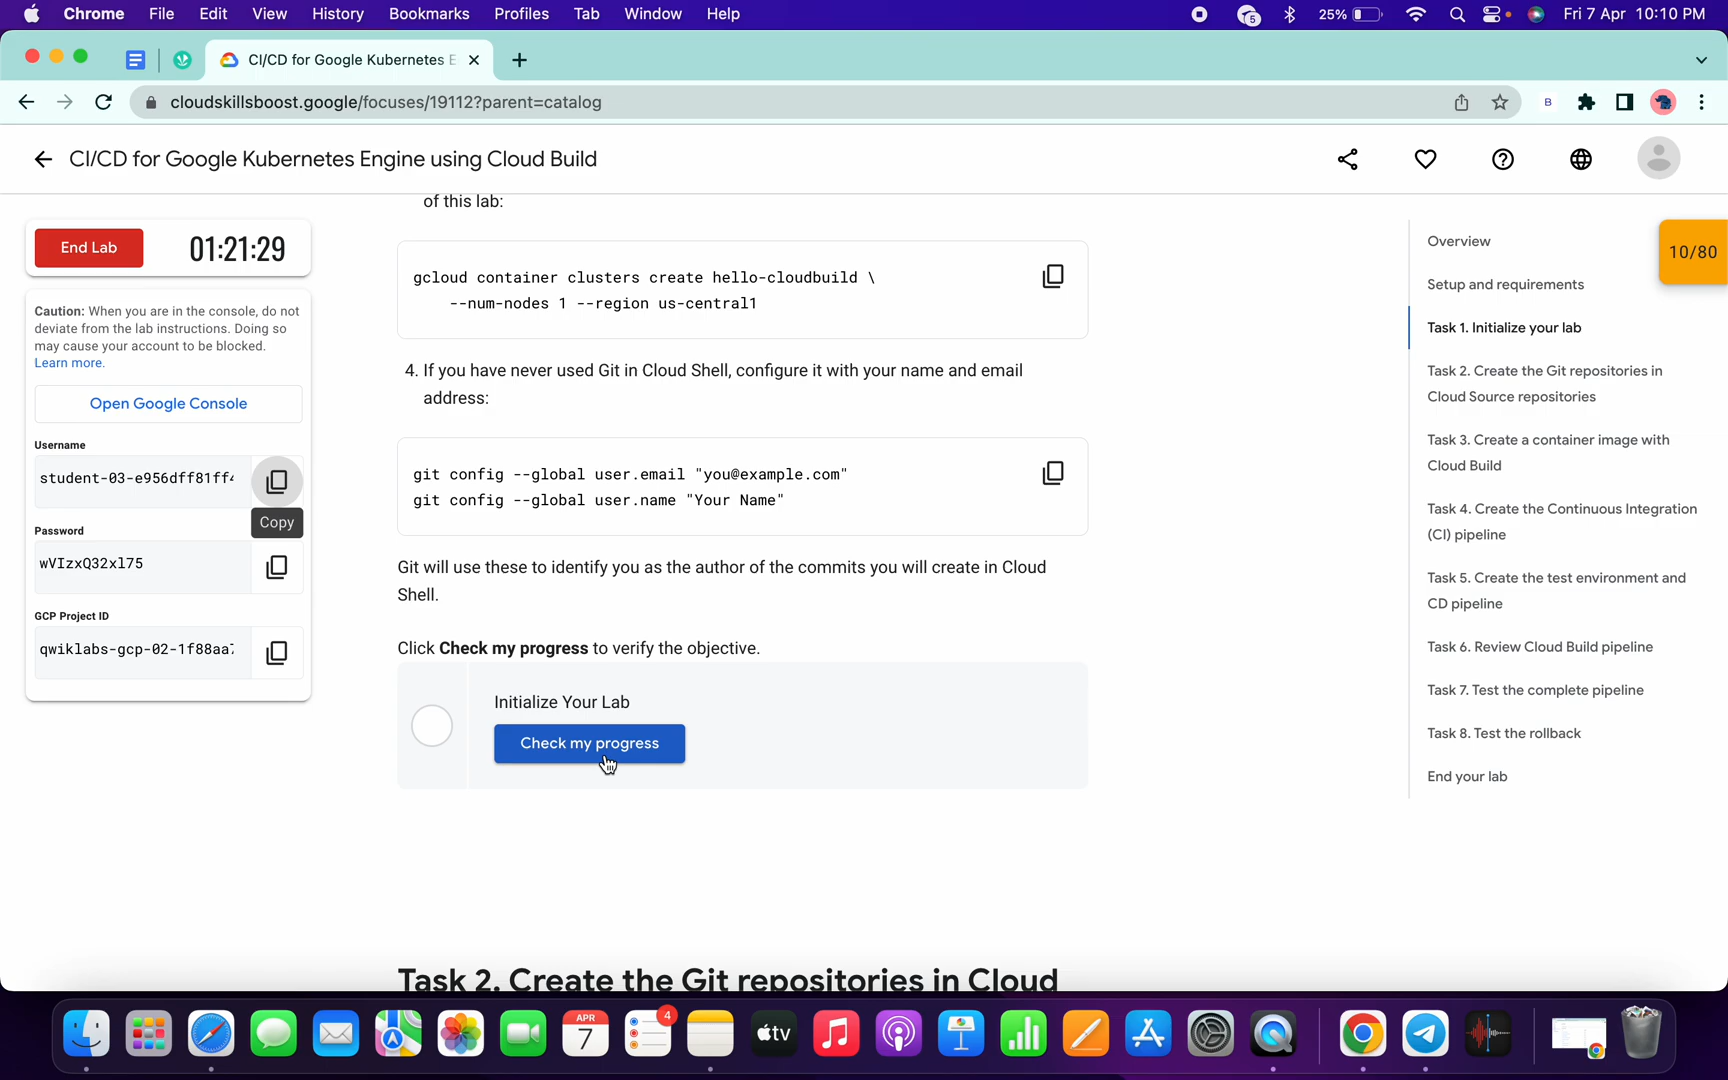 Chrome File Edit View History Bookmarks Profiles Tab Window Help 5 25% Fri 7 Apr 10:10 PM
CI/CD for Google Kubernetes E
cloudskillsboost.google/focuses/19112?parent=catalog B
CI/CD for Google Kubernetes Engine using Cloud Build
End Lab 01:21:29
Caution: When you are in the console, do not
deviate from the lab instructions. Doing so
may cause your account to be blocked.
Learn more.
Open Google Console
Username
student-03-e956dff81ff
Copy
Password
wVIzxQ32xl75
GCP Project ID
qwiklabs-gcp-02-1f88aa
of this lab:
gcloud container clusters create hello-cloudbuild \
--num-nodes 1 --region us-central1
4. If you have never used Git in Cloud Shell, configure it with your name and email
address:
git config --global user.email "you@example.com"
git config --global user.name "Your Name"
Git will use these to identify you as the author of the commits you will create in Cloud
Shell.
Click Check my progress to verify the objective.
Initialize Your Lab
Check my progress
Task 2. Create the Git repositories in Cloud
Overview
10/80
Setup and requirements
Task 1. Initialize your lab
Task 2. Create the Git repositories in
Cloud Source repositories
Task 3. Create a container image with
Cloud Build
Task 4. Create the Continuous Integration
(CI) pipeline
Task 5. Create the test environment and
CD pipeline
Task 6. Review Cloud Build pipeline
Task 7. Test the complete pipeline
Task 8. Test the rollback
End your lab
APR
7
4
tv